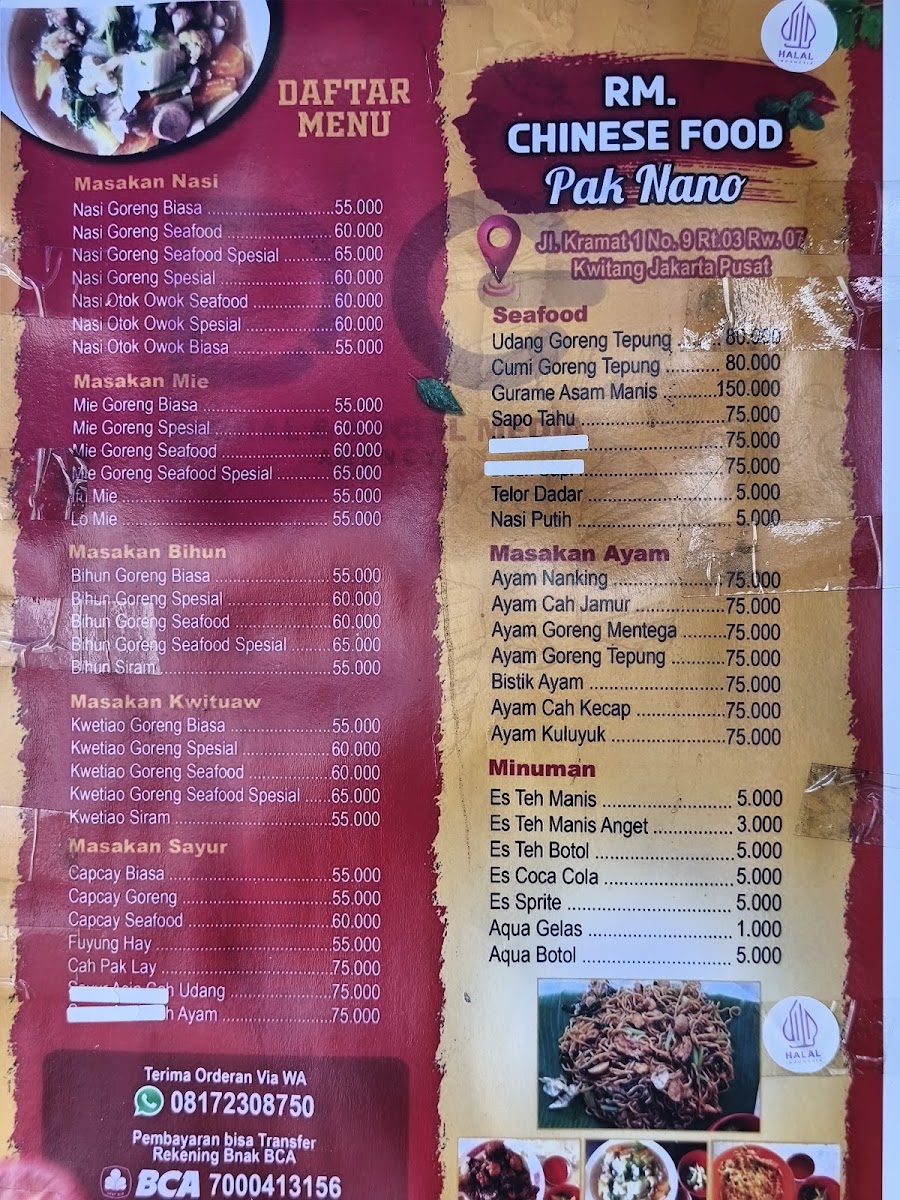 DAFTAR
MENU
Masakan Nasi
Nasi Goreng Biasa ........................55.000
Nasi Goreng Seafood ....................60.000
Nasi Goreng Seafood Spesial .........65.000
Nasi Goreng Spesial .....................60.000
Nasi Otok Owok Seafood ...............60.000
Nasi Otok Owok Spesial ................60.000
Nasi Otok Owok Biasa ...................55.000
Masakan Mie
Mie Goreng Biasa .........................55.000
Mie Goreng Spesial ......................60.000
Mie Goreng Seafood .....................60.000
Mie Goreng Seafood Spesial ..........65.000
Mie ..........................................55.000
Lo Mie .......................................55.000
Masakan Bihun
Bihun Goreng Biasa ......................55.000
Bihun Goreng Spesial ...................60.000
Bihun Goreng Seafood ..................60.000
Bihun Goreng Seafood Spesial .......65.000
Bihun Siram ................................55.000
Masakan Kwituaw
Kwetiao Goreng Biasa ...................55.000
Kwetiao Goreng Spesial ................60.000
Kwetiao Goreng Seafood ...............60.000
Kwetiao Goreng Seafood Spesial .....65.000
Kwetiao Siram .............................55.000
Masakan Sayur
Capcay Biasa ..............................55.000
Capcay Goreng ............................55.000
Capcay Seafood ...........................60.000
Fuyung Hay .................................55.000
Cah Pak Lay ................................75.000
Udang ........................................75.000
Ayam .........................................75.000
Terima Orderan Via WA
08172308750
Pembayaran bisa Transfer
Rekening Bnak BCA
BCA 7000413156
HALAL
INDONESIA
RM.
CHINESE FOOD
Pak Nano
Jl. Kramat 1 No. 9 Rt.03 Rw. 07
Kwitang Jakarta Pusat
Seafood
Udang Goreng Tepung ........80.000
Cumi Goreng Tepung ..........80.000
Gurame Asam Manis ..........150.000
Sapo Tahu ..........................75.000
75.000
75.000
Telor Dadar .........................5.000
Nasi Putih ...........................5.000
Masakan Ayam
Ayam Nanking .....................75.000
Ayam Cah Jamur ................75.000
Ayam Goreng Mentega ........75.000
Ayam Goreng Tepung ..........75.000
Bistik Ayam ........................75.000
Ayam Cah Kecap ................75.000
Ayam Kuluyuk ....................75.000
Minuman
Es Teh Manis ........................5.000
Es Teh Manis Anget ...............3.000
Es Teh Botol .........................5.000
Es Coca Cola ........................5.000
Es Sprite ..............................5.000
Aqua Gelas ..........................1.000
Aqua Botol ...........................5.000
HALAL
INDONESIA